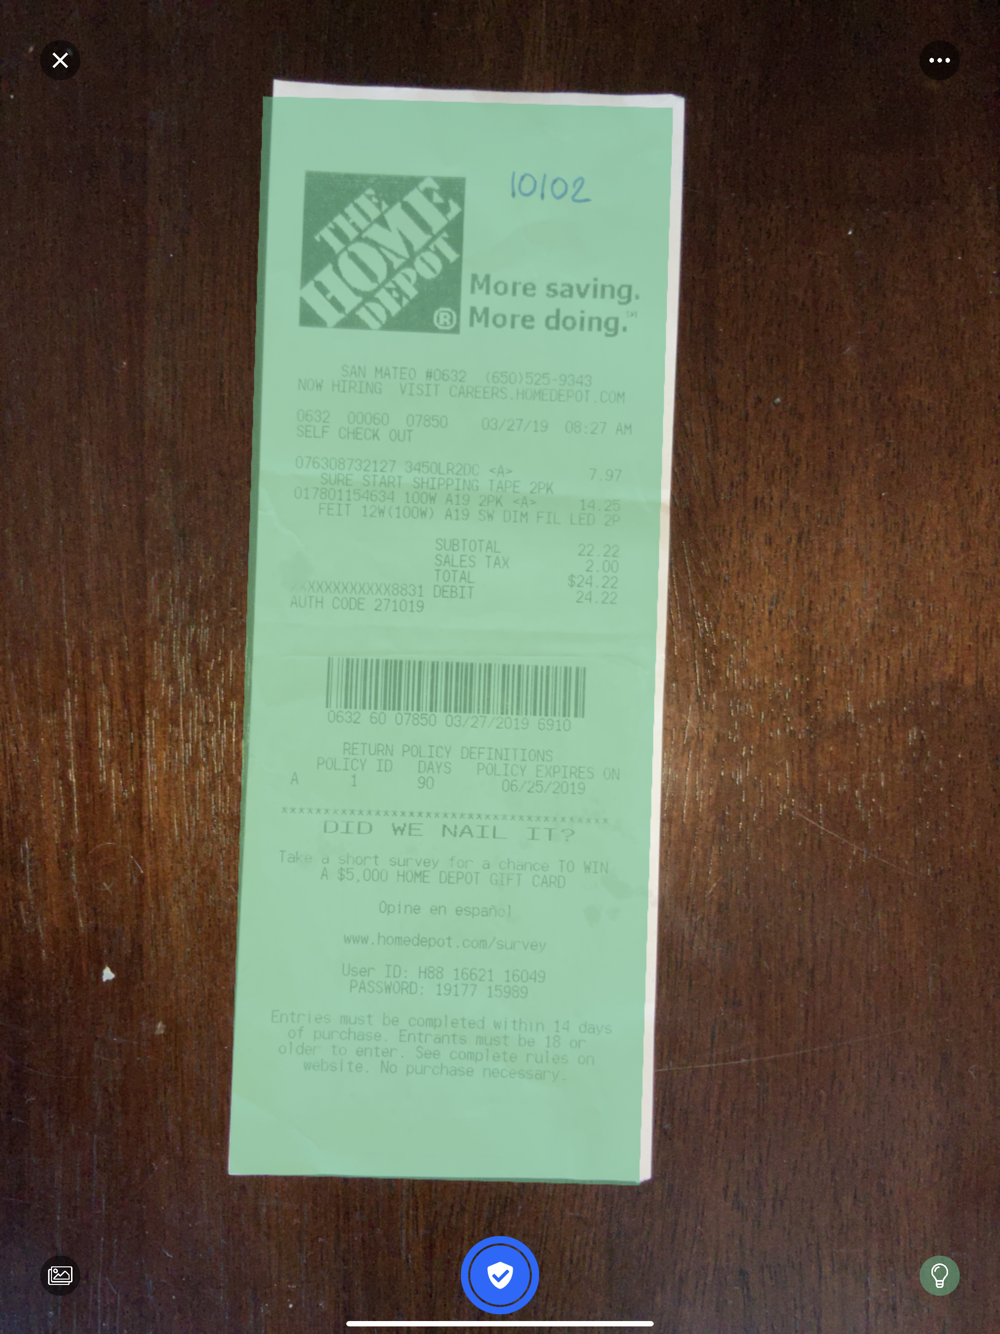 10102
THE
HOME
DEPOT
®
More saving.
More doing.℠
SAN MATEO #0632 (650)525-9343
NOW HIRING VISIT CAREERS.HOMEDEPOT.COM
0632 00060 07850 03/27/19 08:27 AM
SELF CHECK OUT
076308732127 3450LR2DC <A> 7.97
SURE START SHIPPING TAPE 2PK
017801154634 100W A19 2PK <A> 14.25
FEIT 12W(100W) A19 SW DIM FIL LED 2P
SUBTOTAL 22.22
SALES TAX 2.00
TOTAL $24.22
XXXXXXXXXXXX8831 DEBIT 24.22
AUTH CODE 271019
0632 60 07850 03/27/2019 6910
RETURN POLICY DEFINITIONS
POLICY ID DAYS POLICY EXPIRES ON
A 1 90 06/25/2019
DID WE NAIL IT?
Take a short survey for a chance TO WIN
A $5,000 HOME DEPOT GIFT CARD
Opine en español
www.homedepot.com/survey
User ID: H88 16621 16049
PASSWORD: 19177 15989
Entries must be completed within 14 days
of purchase. Entrants must be 18 or
older to enter. See complete rules on
website. No purchase necessary.